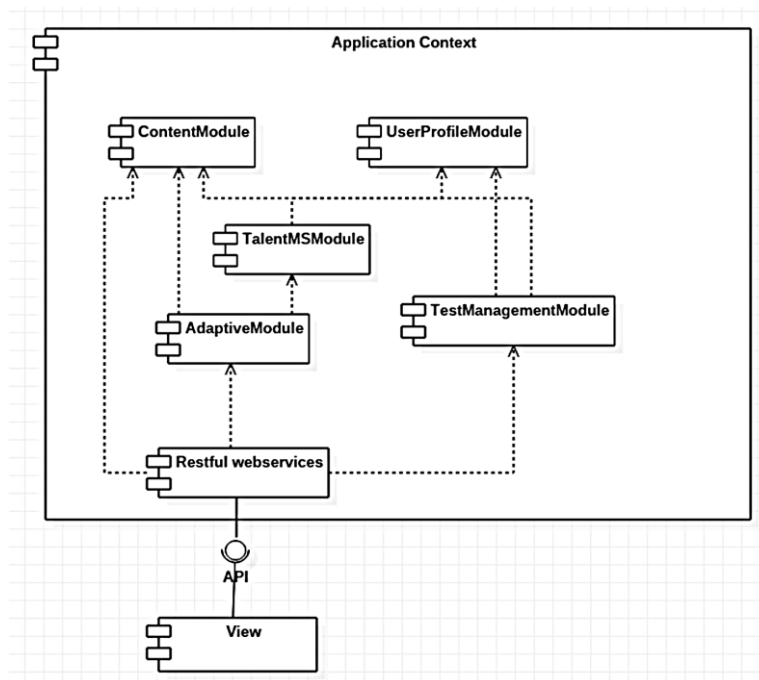 Application Context
ContentModule
UserProfileModule
TalentMSModule
TestManagementModule
AdaptiveModule
Restful webservices
API
View